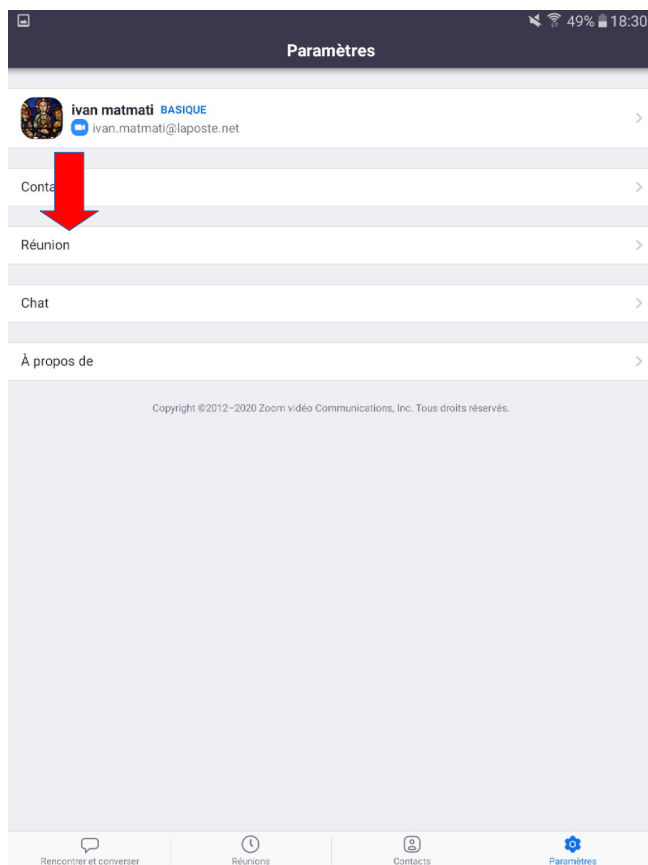 49% 18:30
Paramètres
ivan matmati BASIQUE
ivan.matmati@laposte.net
Réunion
Chat
À propos de
Copyright ©2012–2020 Zoom vidéo Communications, Inc. Tous droits réservés.
Rencontrer et converser
Réunions
Contacts
Paramètres